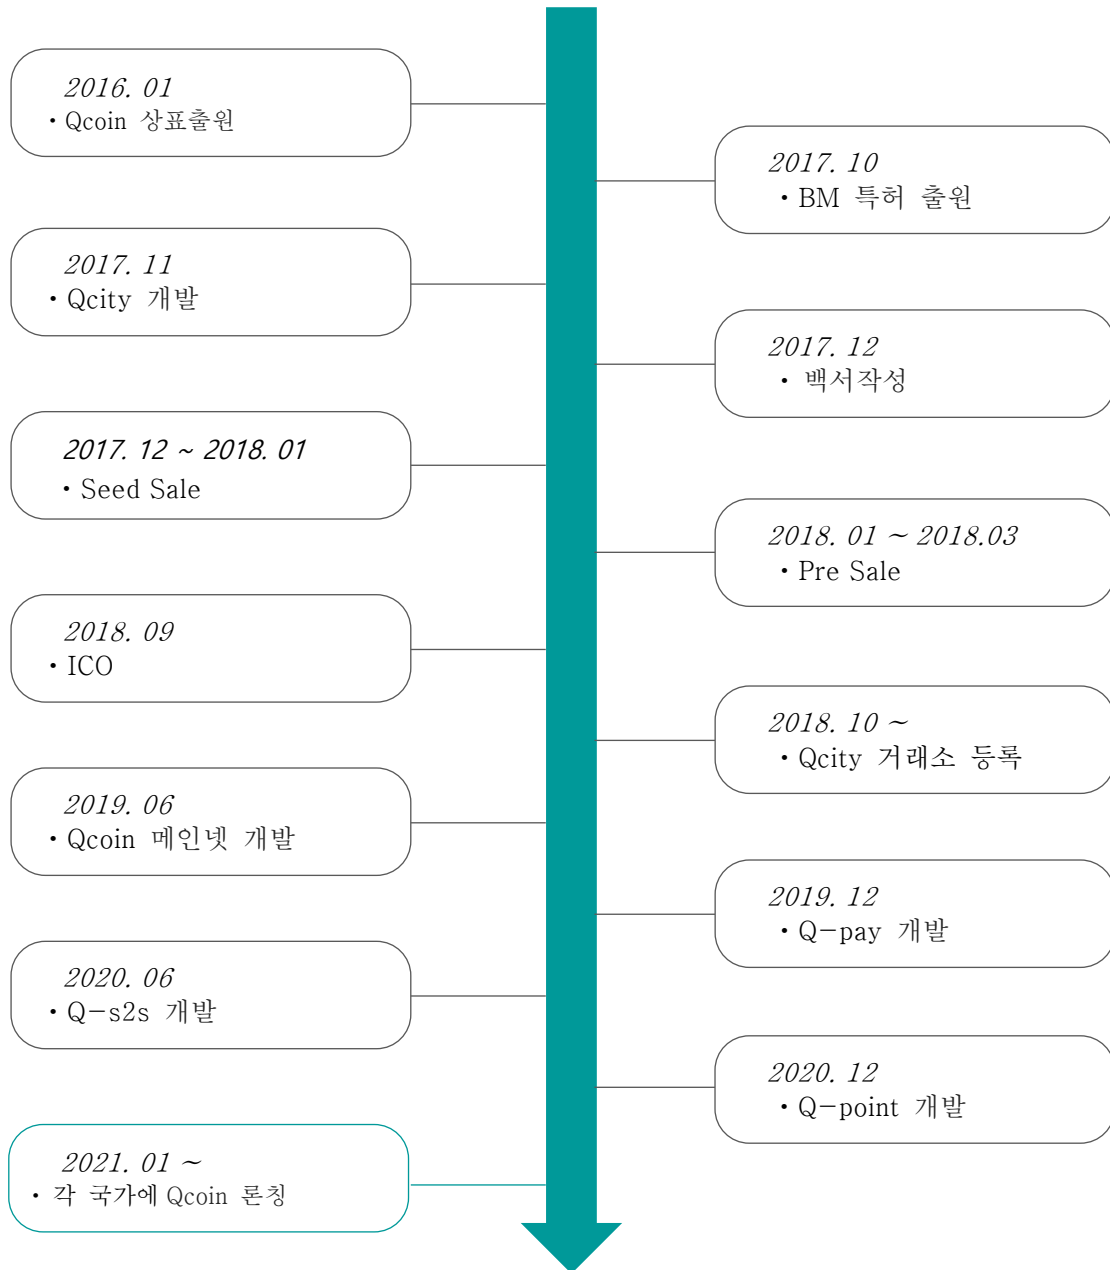 2016. 01
・Qcoin 상표출원
2017. 10
・BM 특허 출원
2017. 11
・Qcity 개발
2017. 12
・ 백서작성
2017. 12 ~ 2018. 01
・Seed Sale
2018. 01 ~ 2018.03
・Pre Sale
2018. 09
・ICO
2018. 10 ~
・Qcity 거래소 등록
2019. 06
・Qcoin 메인넷 개발
2019. 12
・Q-pay 개발
2020. 06
・Q-s2s 개발
2020. 12
・Q-point 개발
2021. 01 ~
・ 각 국가에 Qcoin 론칭